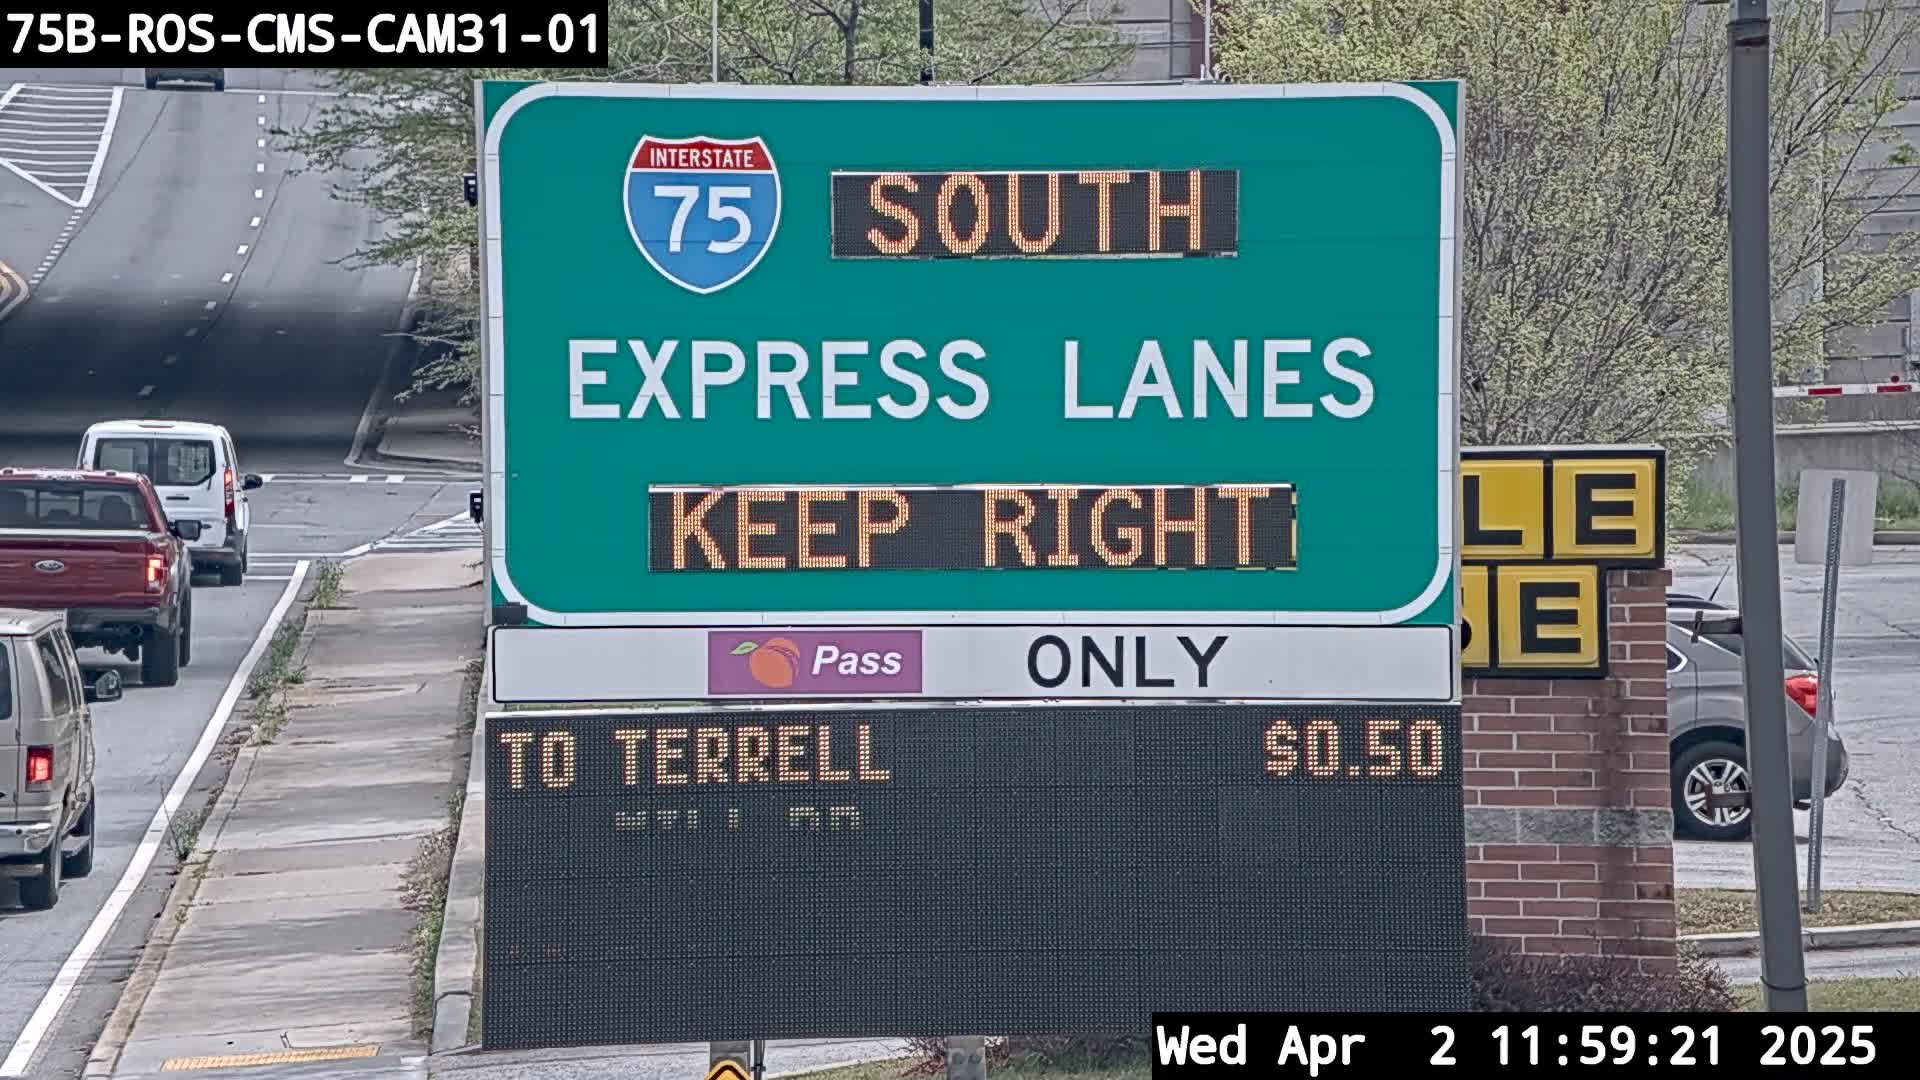 75B-ROS-CMS-CAM31-01
INTERSTATE
75
SOUTH
EXPRESS LANES
KEEP RIGHT
Pass ONLY
TO TERRELL $0.50
LE
E
Ford
Wed Apr 2 11:59:21 2025